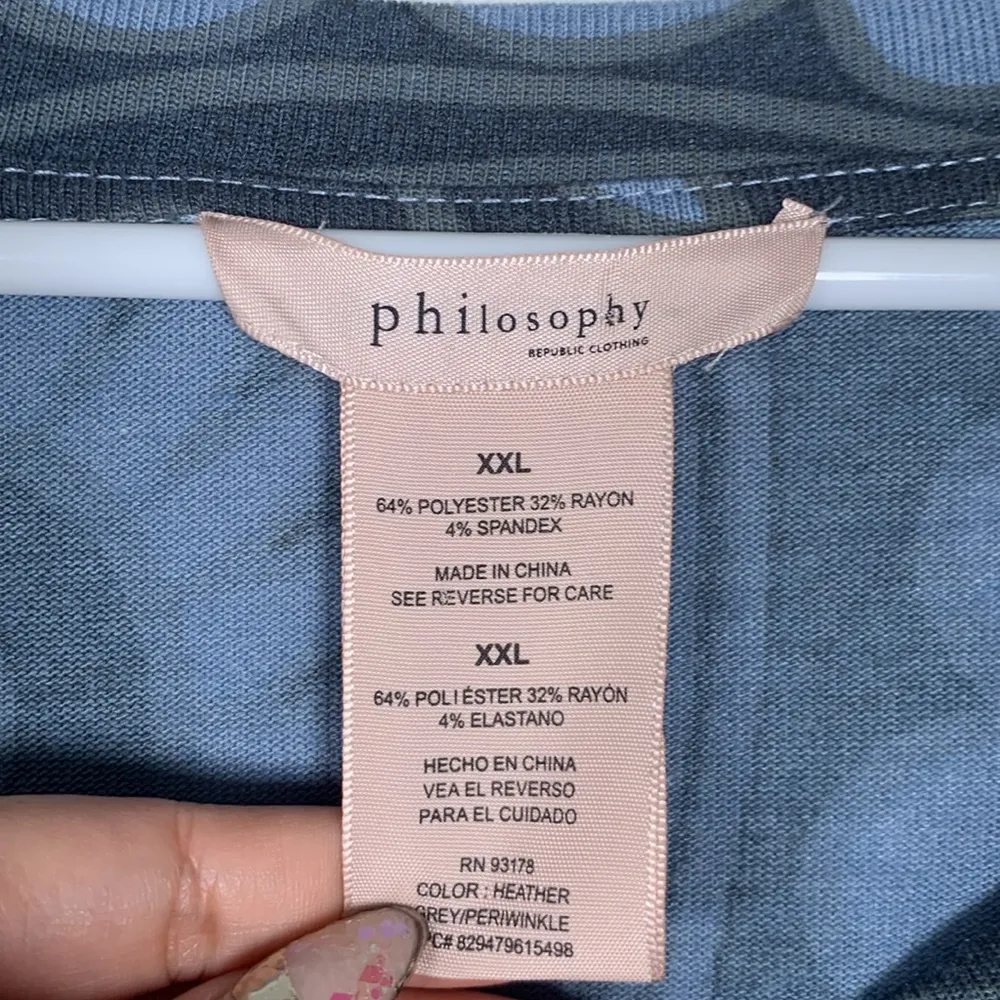 philosophy
REPUBLIC CLOTHING
XXL
64% POLYESTER 32% RAYON
4% SPANDEX
MADE IN CHINA
SEE REVERSE FOR CARE
XXL
64% POLIÉSTER 32% RAYÓN
4% ELASTANO
HECHO EN CHINA
VEA EL REVERSO
PARA EL CUIDADO
RN 93178
COLOR : HEATHER
GREY/PERIWINKLE
PC# 829479615498